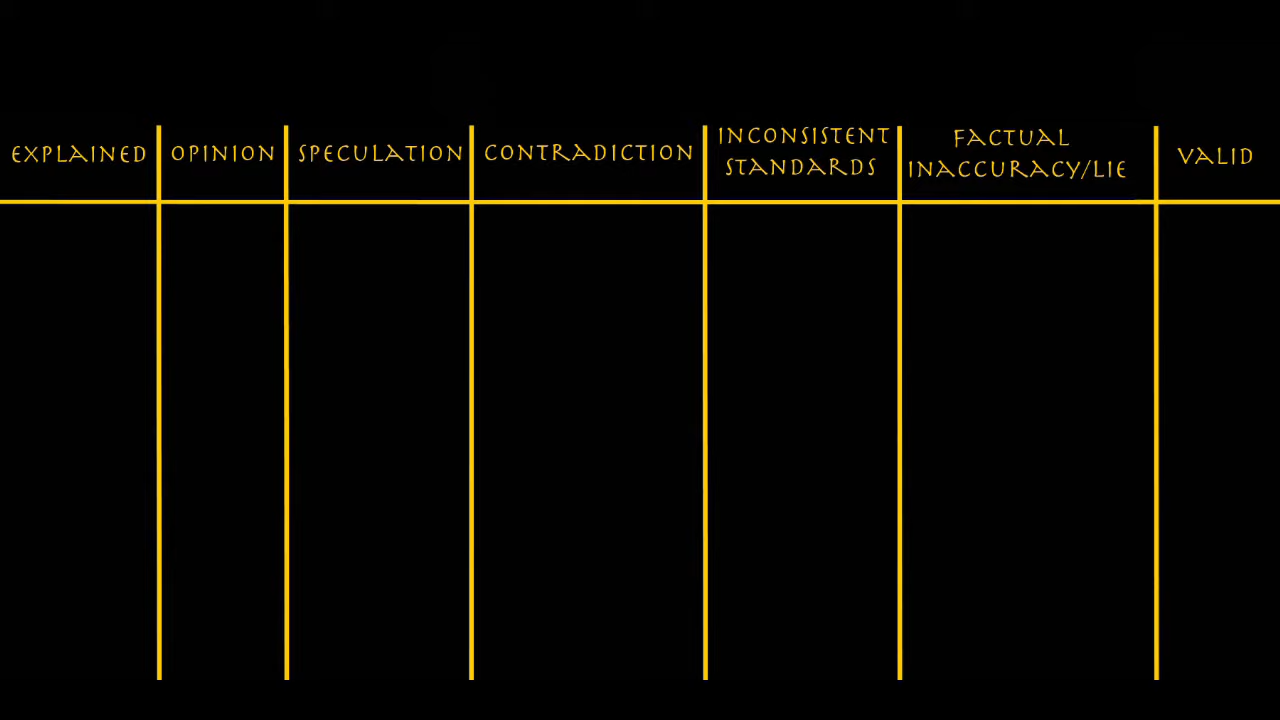 EXPLAINED
OPINION
SPECULATION
CONTRADICTION
INCONSISTENT
STANDARDS
FACTUAL
INACCURACY/LIE
VALID